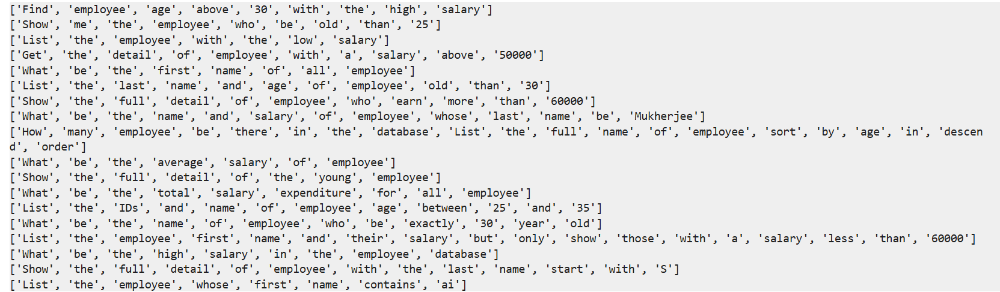 ['Find', 'employee', 'age', 'above', '30', 'with', 'the', 'high', 'salary']
['Show', 'me', 'the', 'employee', 'who', 'be', 'old', 'than', '25']
['List', 'the', 'employee', 'with', 'the', 'low', 'salary']
['Get', 'the', 'detail', 'of', 'employee', 'with', 'a', 'salary', 'above', '50000']
['What', 'be', 'the', 'first', 'name', 'of', 'all', 'employee']
['List', 'the', 'last', 'name', 'and', 'age', 'of', 'employee', 'old', 'than', '30']
['Show', 'the', 'full', 'detail', 'of', 'employee', 'who', 'earn', 'more', 'than', '60000']
['What', 'be', 'the', 'name', 'and', 'salary', 'of', 'employee', 'whose', 'last', 'name', 'be', 'Mukherjee']
['How', 'many', 'employee', 'be', 'there', 'in', 'the', 'database', 'List', 'the', 'full', 'name', 'of', 'employee', 'sort', 'by', 'age', 'in', 'descen
d', 'order']
['What', 'be', 'the', 'average', 'salary', 'of', 'employee']
['Show', 'the', 'full', 'detail', 'of', 'the', 'young', 'employee']
['What', 'be', 'the', 'total', 'salary', 'expenditure', 'for', 'all', 'employee']
['List', 'the', 'IDs', 'and', 'name', 'of', 'employee', 'age', 'between', '25', 'and', '35']
['What', 'be', 'the', 'name', 'of', 'employee', 'who', 'be', 'exactly', '30', 'year', 'old']
['List', 'the', 'employee', 'first', 'name', 'and', 'their', 'salary', 'but', 'only', 'show', 'those', 'with', 'a', 'salary', 'less', 'than', '60000']
['What', 'be', 'the', 'high', 'salary', 'in', 'the', 'employee', 'database']
['Show', 'the', 'full', 'detail', 'of', 'employee', 'with', 'the', 'last', 'name', 'start', 'with', 'S']
['List', 'the', 'employee', 'whose', 'first', 'name', 'contains', 'ai']